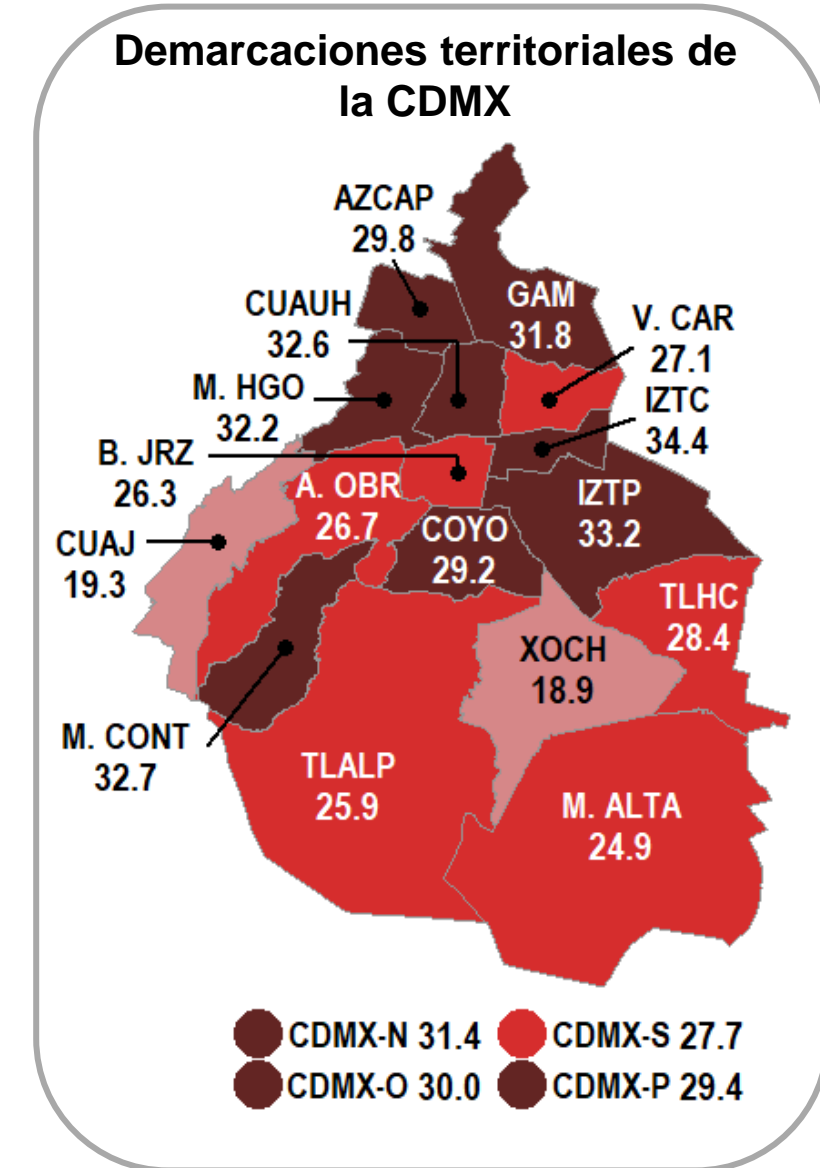 Demarcaciones territoriales de
la CDMX
AZCAP
29.8
GAM
31.8
CUAUH
32.6
V. CAR
27.1
M. HGO
32.2
IZTC
34.4
B. JRZ
26.3
A. OBR
26.7
IZTP
33.2
COYO
29.2
CUAJ
19.3
TLHC
28.4
XOCH
18.9
M. CONT
32.7
TLALP
25.9
M. ALTA
24.9
CDMX-N 31.4 CDMX-S 27.7
CDMX-O 30.0 CDMX-P 29.4